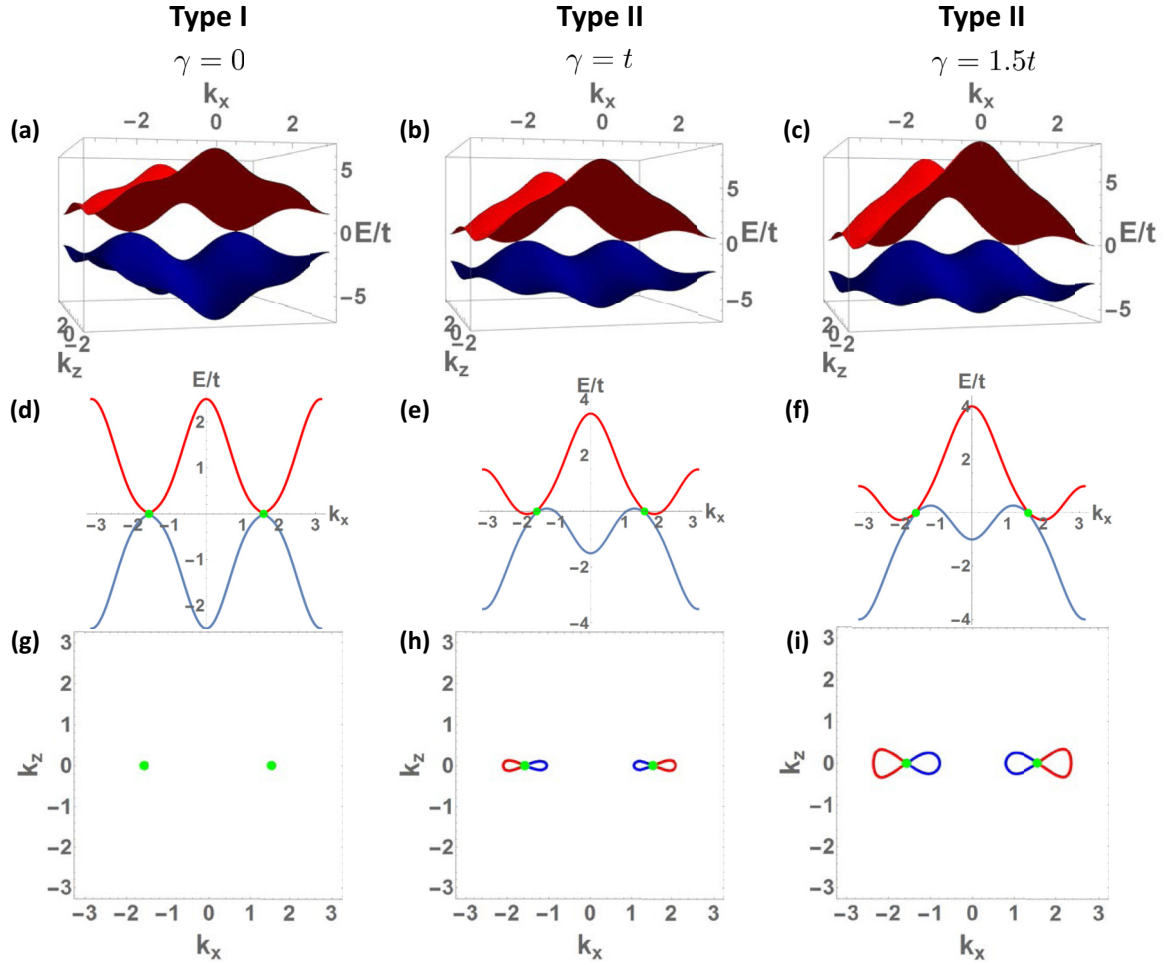 Type I
Type II
Type II
γ = 0
γ = t
γ = 1.5t
(a)
k_x
−2 0 2
5
0
−5
E/t
2
0
−2
k_z
(b)
k_x
−2 0 2
5
0
−5
E/t
2
0
−2
k_z
(c)
k_x
−2 0 2
5
0
−5
E/t
2
0
−2
k_z
(d)
E/t
2
1
−3 −2 −1 1 2 3
k_x
−1
−2
(e)
E/t
4
2
−3 −2 −1 1 2 3
k_x
−2
−4
(f)
E/t
4
2
−3 −2 −1 1 2 3
k_x
−2
−4
(g)
3
2
1
k_z
0
−1
−2
−3
−3 −2 −1 0 1 2 3
k_x
(h)
3
2
1
k_z
0
−1
−2
−3
−3 −2 −1 0 1 2 3
k_x
(i)
3
2
1
k_z
0
−1
−2
−3
−3 −2 −1 0 1 2 3
k_x